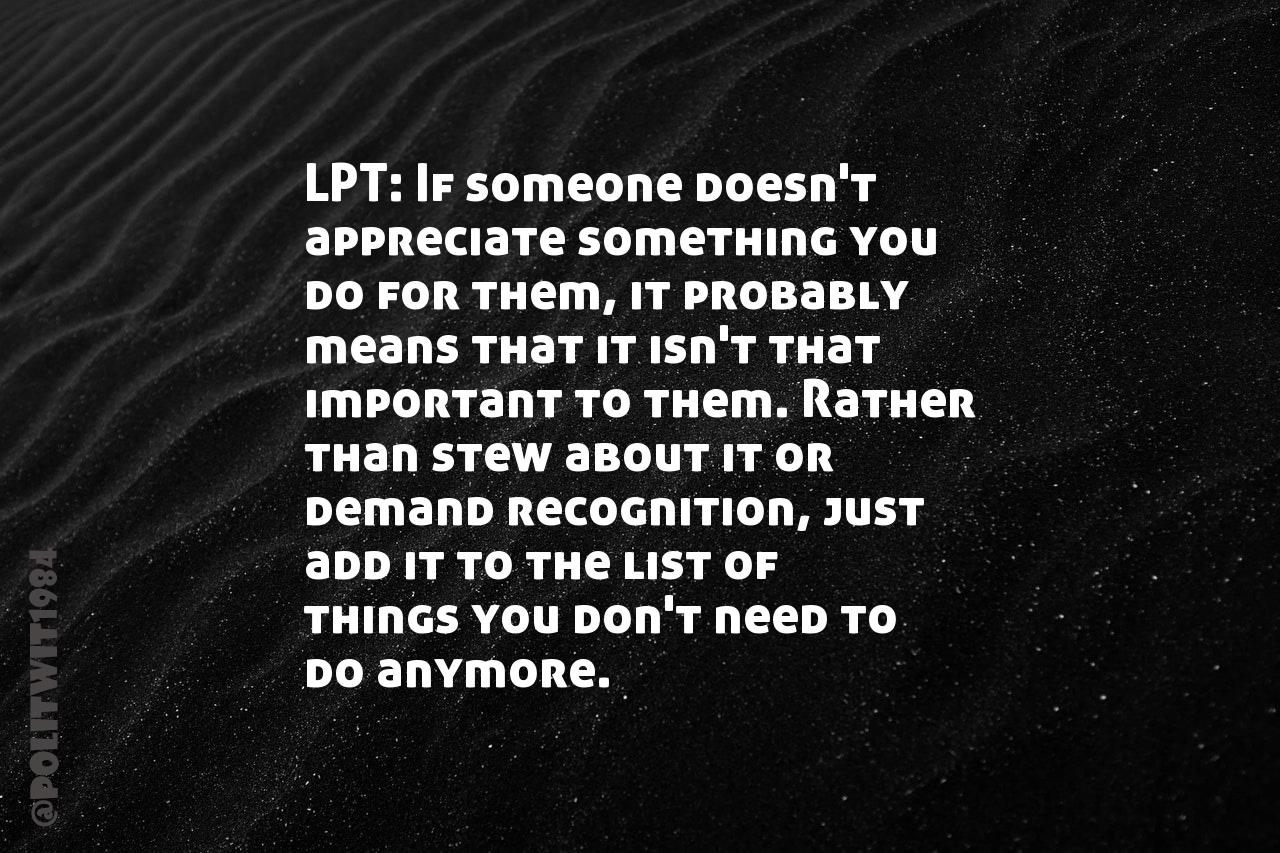 LPT: If someone doesn't
appreciate something you
do for them, it probably
means that it isn't that
important to them. Rather
than stew about it or
demand recognition, just
add it to the list of
things you don't need to
do anymore.
@POLITWIT1984